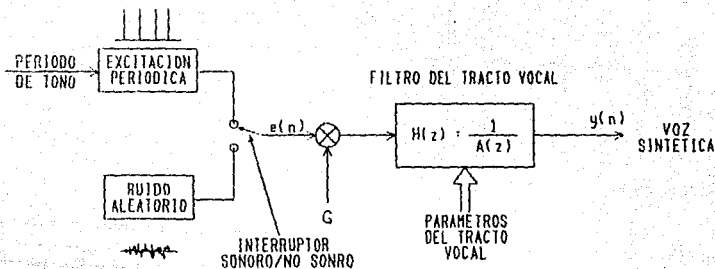 PERIODO
DE TONO
EXCITACION
PERIODICA
FILTRO DEL TRACTO VOCAL
e(n)
H(z) = 1
A(z)
y(n)
VOZ
SINTETICA
RUIDO
ALEATORIO
G
INTERRUPTOR
SONORO/NO SONRO
PARAMETROS
DEL TRACTO
VOCAL